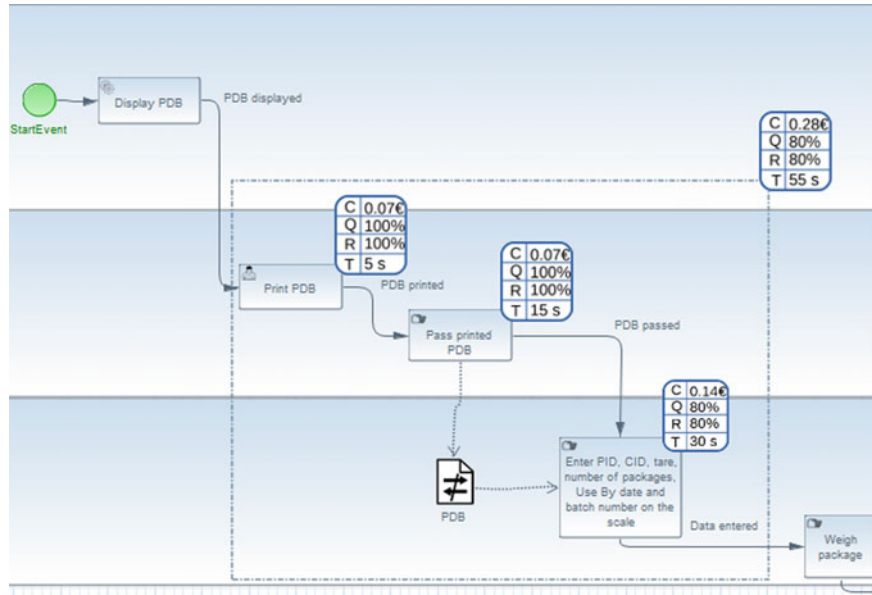 Display PDB
PDB displayed
StartEvent
C 0.28€
Q 80%
R 80%
T 55 s
C 0.07€
Q 100%
R 100%
T 5 s
Print PDB
PDB printed
C 0.07€
Q 100%
R 100%
T 15 s
Pass printed
PDB
PDB passed
C 0.14€
Q 80%
R 80%
T 30 s
Enter PID, CID, tare,
number of packages,
Use By date and
batch number on the
scale
PDB
Data entered
Weigh
package